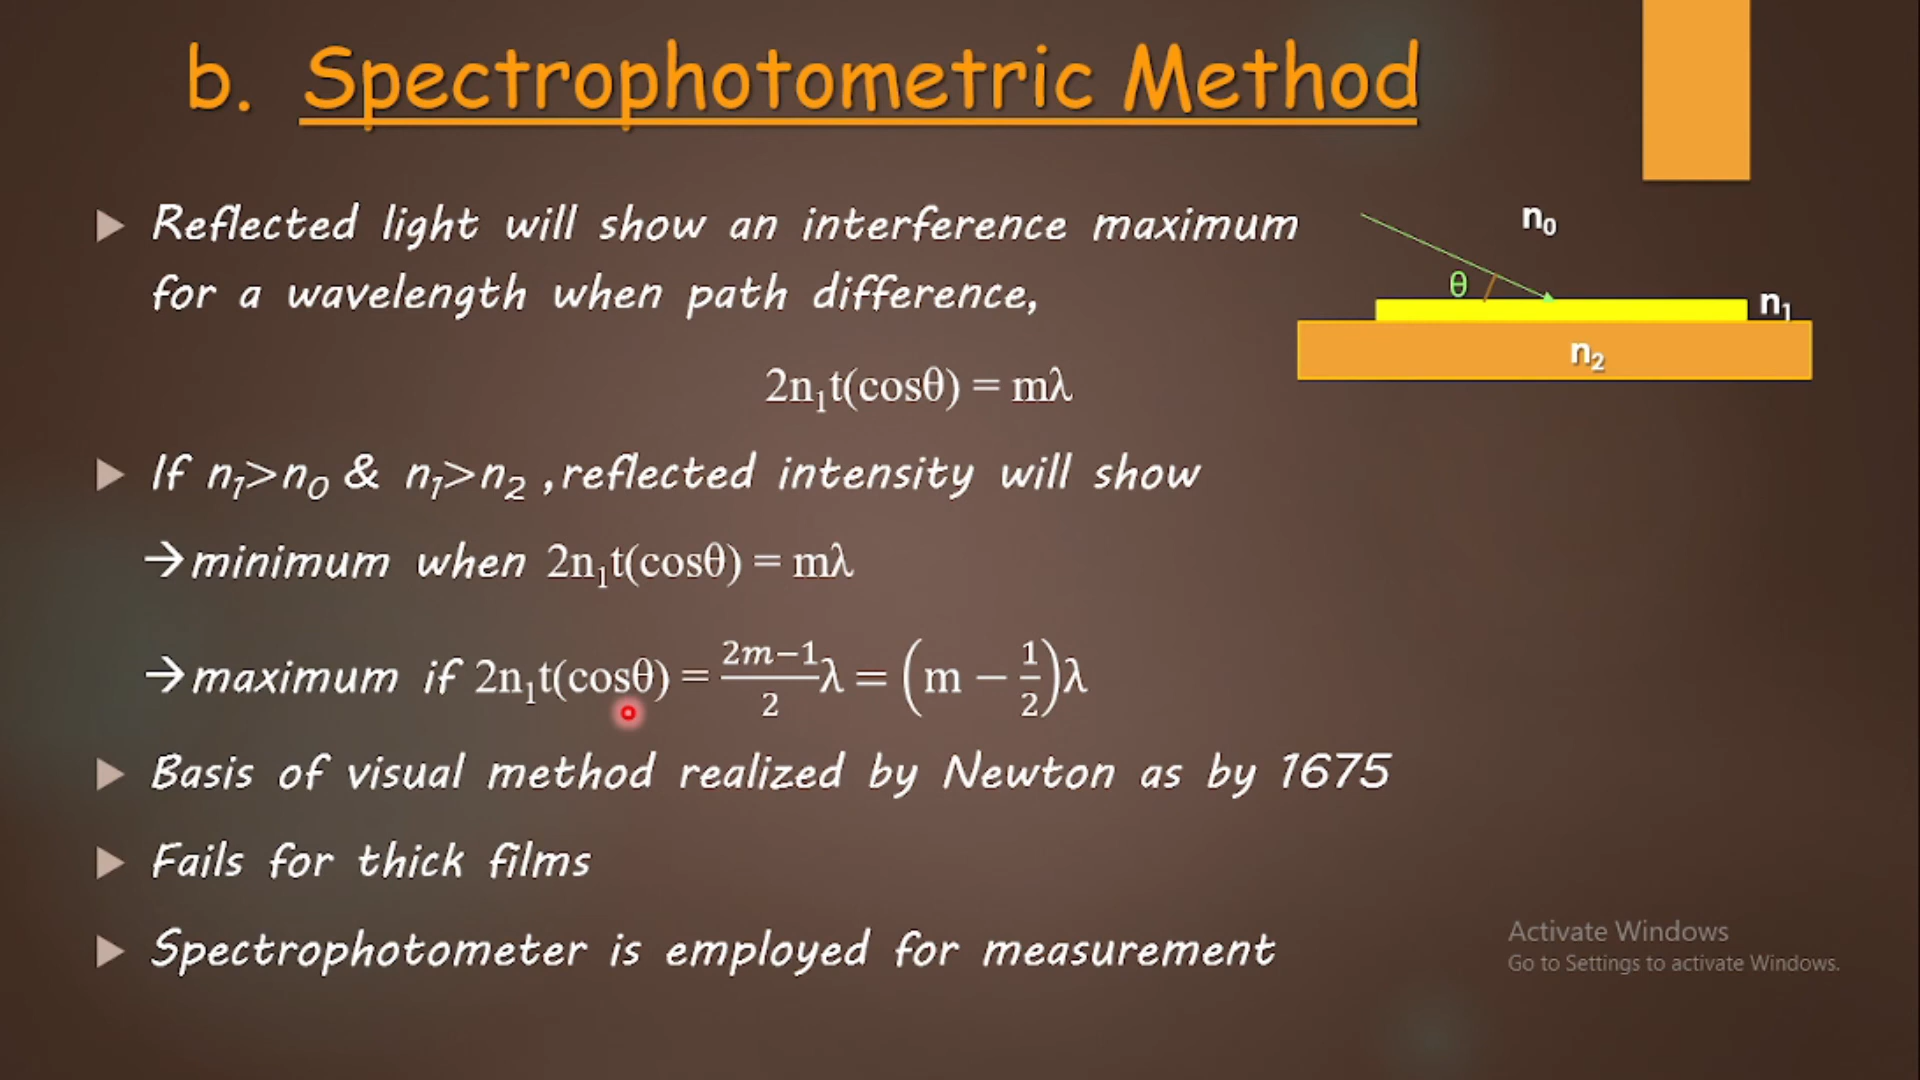 b. Spectrophotometric Method
Reflected light will show an interference maximum
for a wavelength when path difference,
2n₁t(cosθ) = mλ
n₀
θ
n₁
n₂
If n₁>n₀ & n₁>n₂ ,reflected intensity will show
→minimum when 2n₁t(cosθ) = mλ
→maximum if 2n₁t(cosθ) = \frac{2m−1}{2}λ = (m − \frac{1}{2})λ
Basis of visual method realized by Newton as by 1675
Fails for thick films
Spectrophotometer is employed for measurement
Activate Windows
Go to Settings to activate Windows.